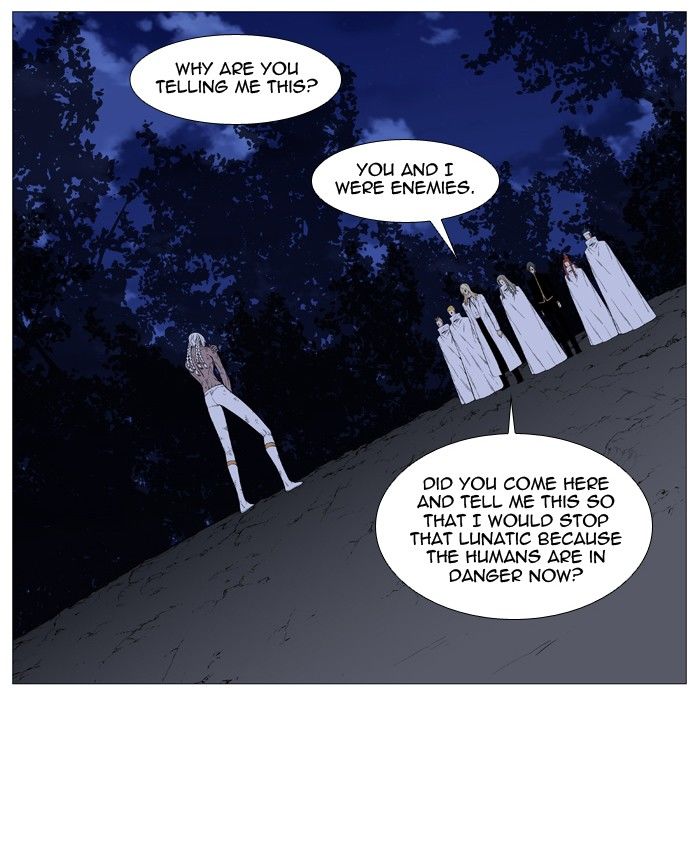 WHY ARE YOU
TELLING ME THIS?
YOU AND I
WERE ENEMIES.
DID YOU COME HERE
AND TELL ME THIS SO
THAT I WOULD STOP
THAT LUNATIC BECAUSE
THE HUMANS ARE IN
DANGER NOW?